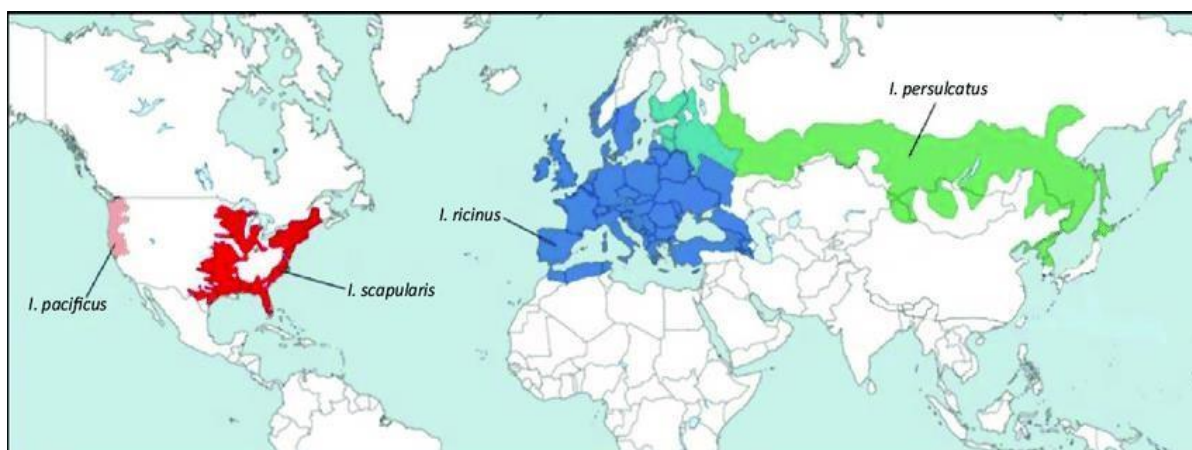 I. persulcatus
I. ricinus
I. scapularis
I. pacificus